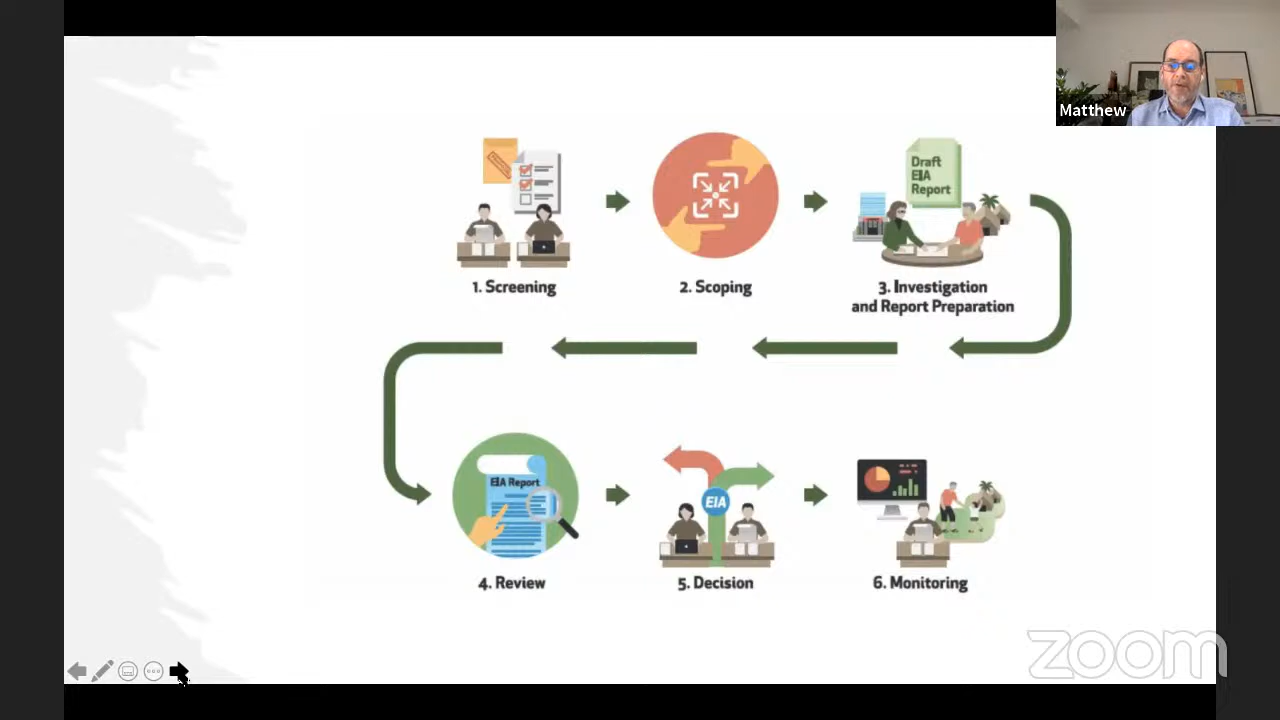 Matthew
Draft
EIA
Report
1. Screening
2. Scoping
3. Investigation
and Report Preparation
EIA Report
EIA
4. Review
5. Decision
6. Monitoring
zoom